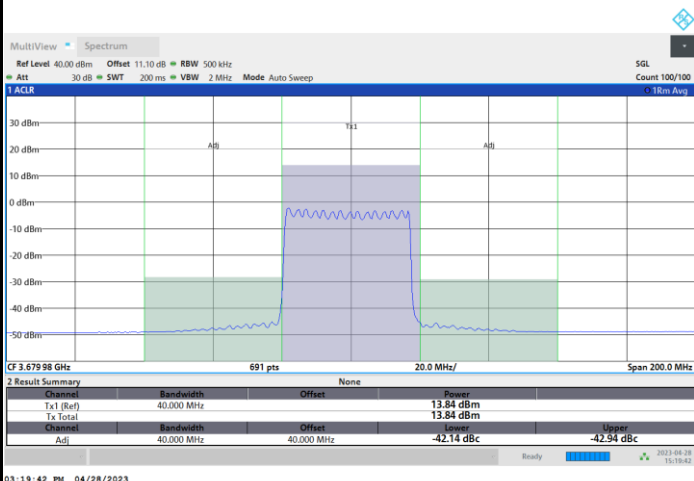 MultiView Spectrum
Ref Level 40.00 dBm Offset 11.10 dB RBW 500 kHz SGL
Att 30 dB SWT 200 ms VBW 2 MHz Mode Auto Sweep Count 100/100
1 ACLR 1Rm Avg
30 dBm
Tx1
20 dBm Adj Adj
10 dBm
0 dBm
-10 dBm
-20 dBm
-30 dBm
-40 dBm
-50 dBm
CF 3.679 98 GHz 691 pts 20.0 MHz/ Span 200.0 MHz
2 Result Summary None
Channel Bandwidth Offset Power
Tx1 (Ref) 40.000 MHz 13.84 dBm
Tx Total 13.84 dBm
Channel Bandwidth Offset Lower Upper
Adj 40.000 MHz 40.000 MHz -42.14 dBc -42.94 dBc
Ready 2023-04-28
15:19:42
03:19:42 PM 04/28/2023